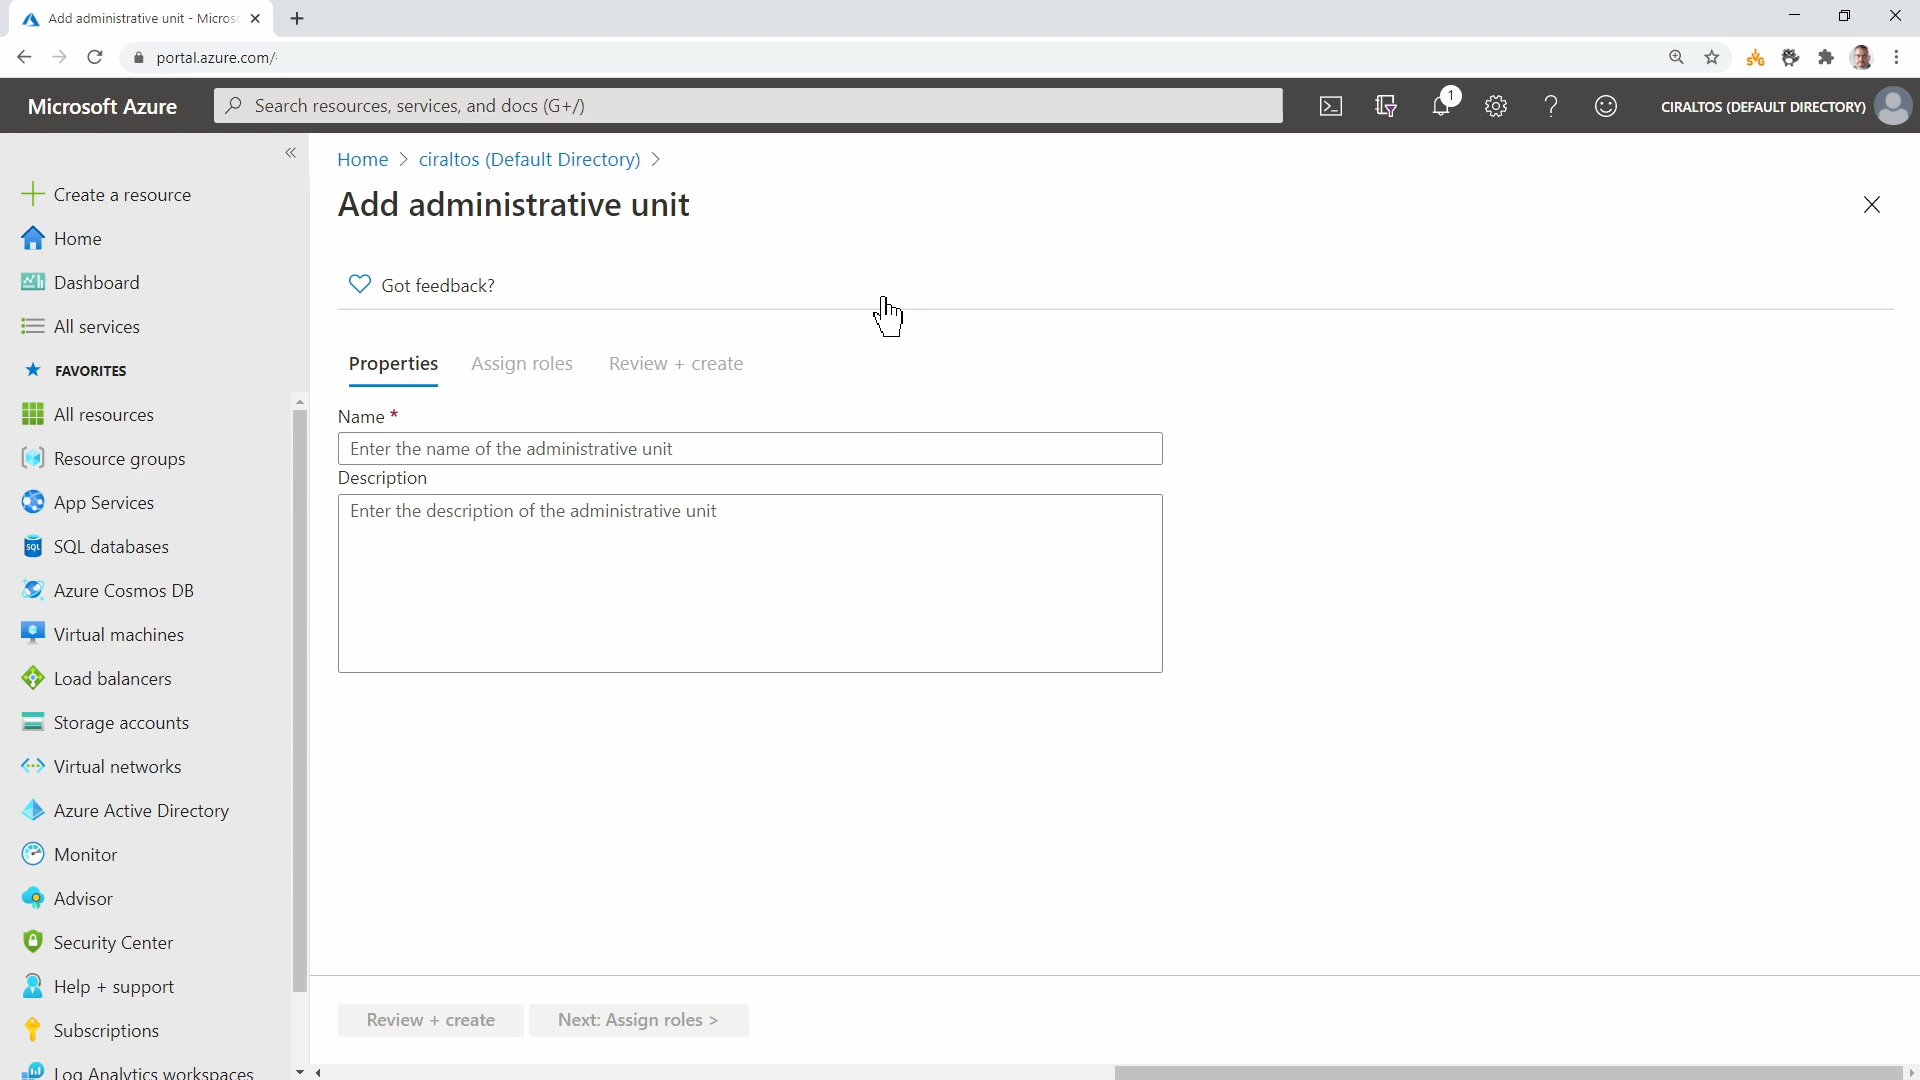 Add administrative unit - Micros
portal.azure.com/
Microsoft Azure
Search resources, services, and docs (G+/)
1
CIRALTOS (DEFAULT DIRECTORY)
Create a resource
Home
Dashboard
All services
FAVORITES
All resources
Resource groups
App Services
SQL
SQL databases
Azure Cosmos DB
Virtual machines
Load balancers
Storage accounts
Virtual networks
Azure Active Directory
Monitor
Advisor
Security Center
Help + support
Subscriptions
Log Analytics workspaces
Home > ciraltos (Default Directory) >
Add administrative unit
Got feedback?
Properties Assign roles Review + create
Name *
Enter the name of the administrative unit
Description
Enter the description of the administrative unit
Review + create Next: Assign roles >